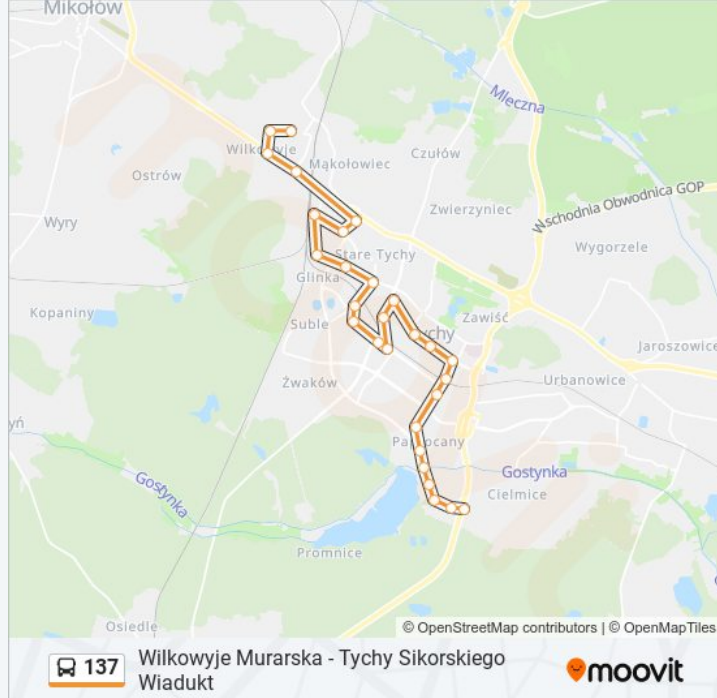 Mikołów
Mleczna
Wilkowyje
Mąkołowiec
Czułów
Ostrów
Wschodnia Obwodnica GOP
Zwierzyniec
Wyry
Wygorzele
Stare Tychy
Glinka
Kopaniny
Suble
Zawiść
Tychy
Jaroszowice
Żwaków
Urbanowice
Paprocany
Gostynka
Gostynka
Cielmice
Promnice
Osiedle
© OpenStreetMap contributors | © OpenMapTiles
137
Wilkowyje Murarska - Tychy Sikorskiego
Wiadukt
moovit